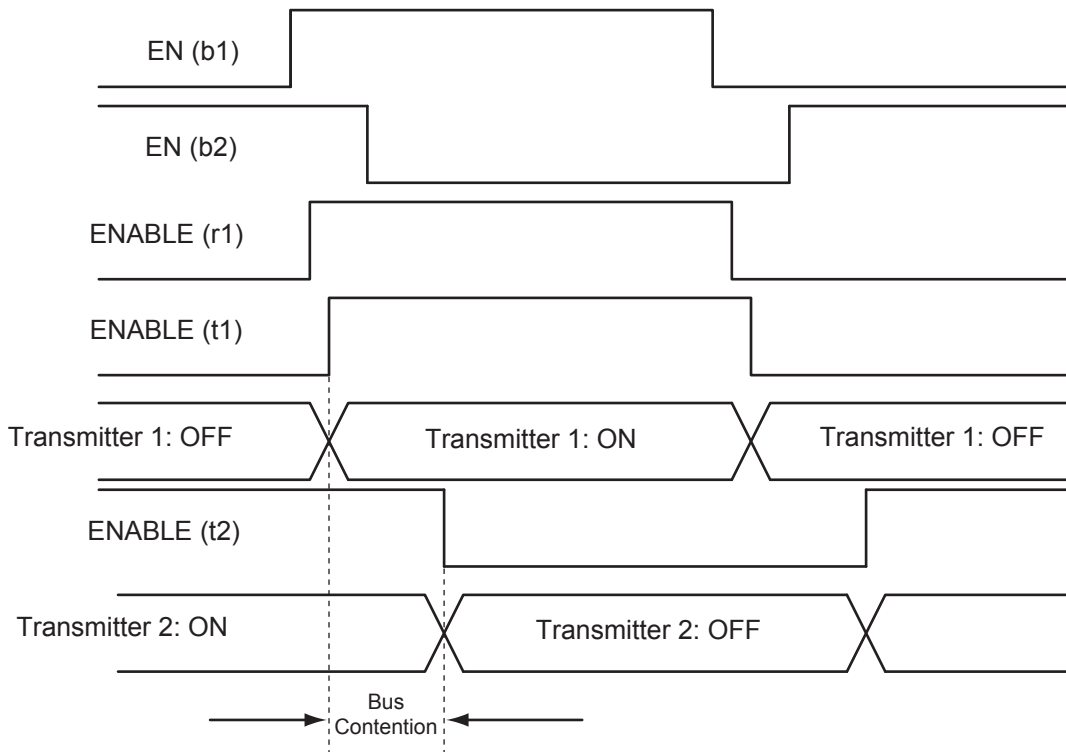 EN (b1)
EN (b2)
ENABLE (r1)
ENABLE (t1)
Transmitter 1: OFF
Transmitter 1: ON
Transmitter 1: OFF
ENABLE (t2)
Transmitter 2: ON
Transmitter 2: OFF
Bus
Contention